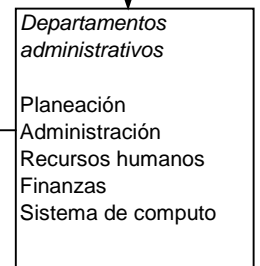 Departamentos
administrativos
Planeación
Administración
Recursos humanos
Finanzas
Sistema de computo